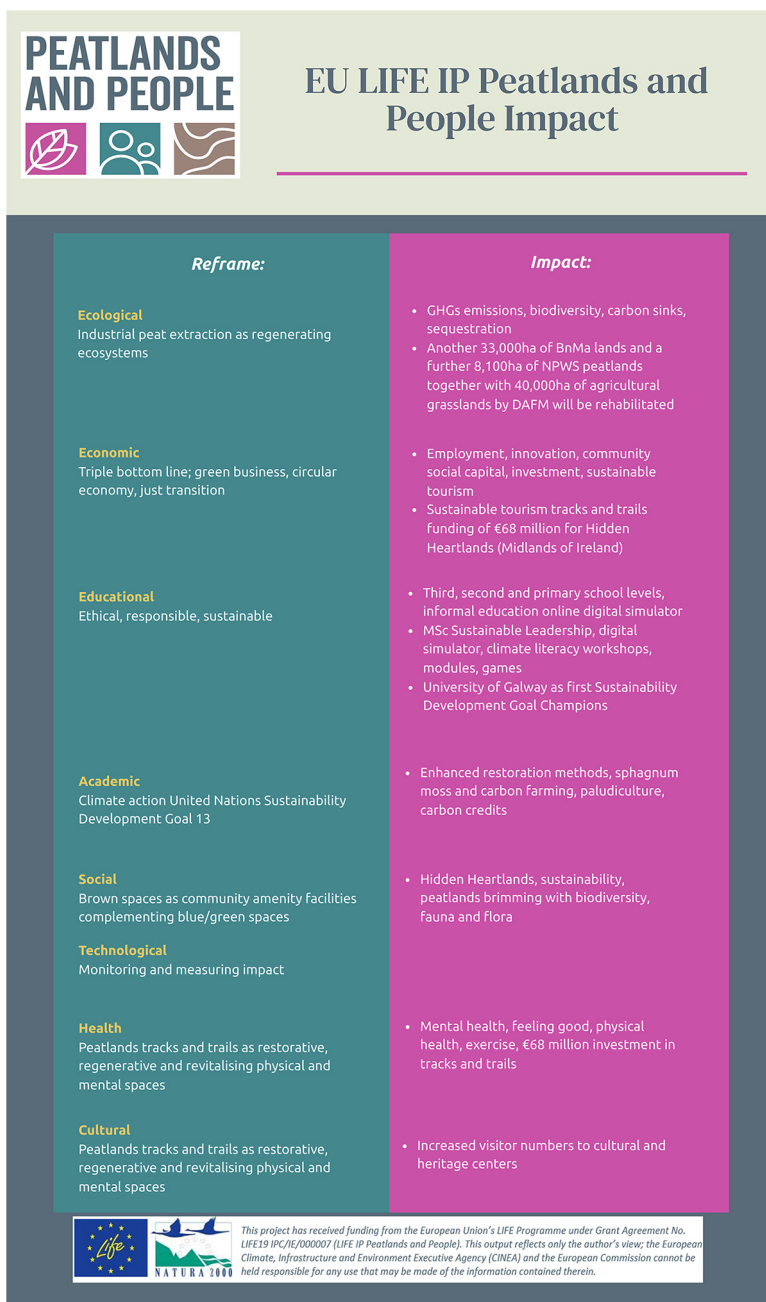 PEATLANDS
AND PEOPLE
EU LIFE IP Peatlands and
People Impact
Reframe:
Impact:
Ecological
Industrial peat extraction as regenerating
ecosystems
• GHGs emissions, biodiversity, carbon sinks,
sequestration
• Another 33,000ha of BnMa lands and a
further 8,100ha of NPWS peatlands
together with 40,000ha of agricultural
grasslands by DAFM will be rehabilitated
Economic
Triple bottom line; green business, circular
economy, just transition
• Employment, innovation, community
social capital, investment, sustainable
tourism
• Sustainable tourism tracks and trails
funding of €68 million for Hidden
Heartlands (Midlands of Ireland)
Educational
Ethical, responsible, sustainable
• Third, second and primary school levels,
informal education online digital simulator
• MSc Sustainable Leadership, digital
simulator, climate literacy workshops,
modules, games
• University of Galway as first Sustainability
Development Goal Champions
Academic
Climate action United Nations Sustainability
Development Goal 13
• Enhanced restoration methods, sphagnum
moss and carbon farming, paludiculture,
carbon credits
Social
Brown spaces as community amenity facilities
complementing blue/green spaces
• Hidden Heartlands, sustainability,
peatlands brimming with biodiversity,
fauna and flora
Technological
Monitoring and measuring impact
Health
Peatlands tracks and trails as restorative,
regenerative and revitalising physical and
mental spaces
• Mental health, feeling good, physical
health, exercise, €68 million investment in
tracks and trails
Cultural
Peatlands tracks and trails as restorative,
regenerative and revitalising physical and
mental spaces
• Increased visitor numbers to cultural and
heritage centers
Life
NATURA 2000
This project has received funding from the European Union's LIFE Programme under Grant Agreement No.
LIFE19 IPC/IE/000007 (LIFE IP Peatlands and People). This output reflects only the author's view; the European
Climate, Infrastructure and Environment Executive Agency (CINEA) and the European Commission cannot be
held responsible for any use that may be made of the information contained therein.